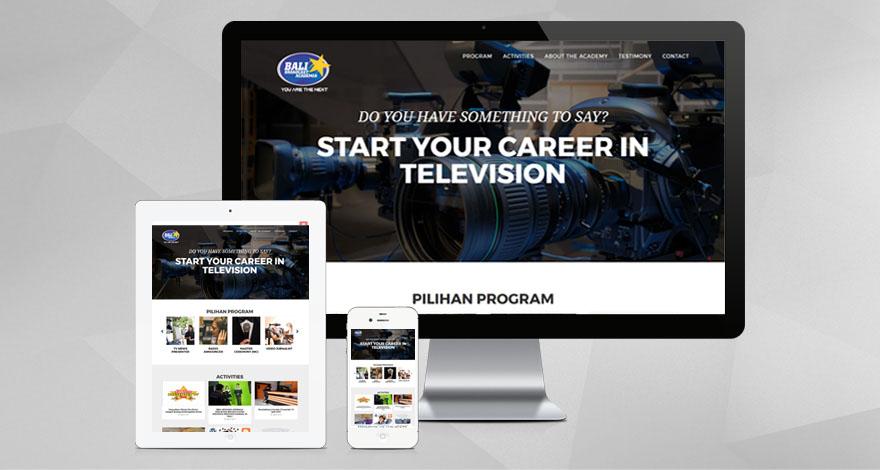 BALI
BROADCAST
ACADEMIA
YOU ARE THE NEXT
PROGRAM ACTIVITIES ABOUT THE ACADEMY TESTIMONY CONTACT
DO YOU HAVE SOMETHING TO SAY?
START YOUR CAREER IN
TELEVISION
PILIHAN PROGRAM
BALI
DO YOU HAVE SOMETHING TO SAY?
START YOUR CAREER IN
TELEVISION
PILIHAN PROGRAM
TV NEWS
PRESENTER
RADIO
ANNOUNCER
MASTER
CEREMONY (MC)
VIDEO JURNALIST
ACTIVITIES
START YOUR CAREER IN
TELEVISION